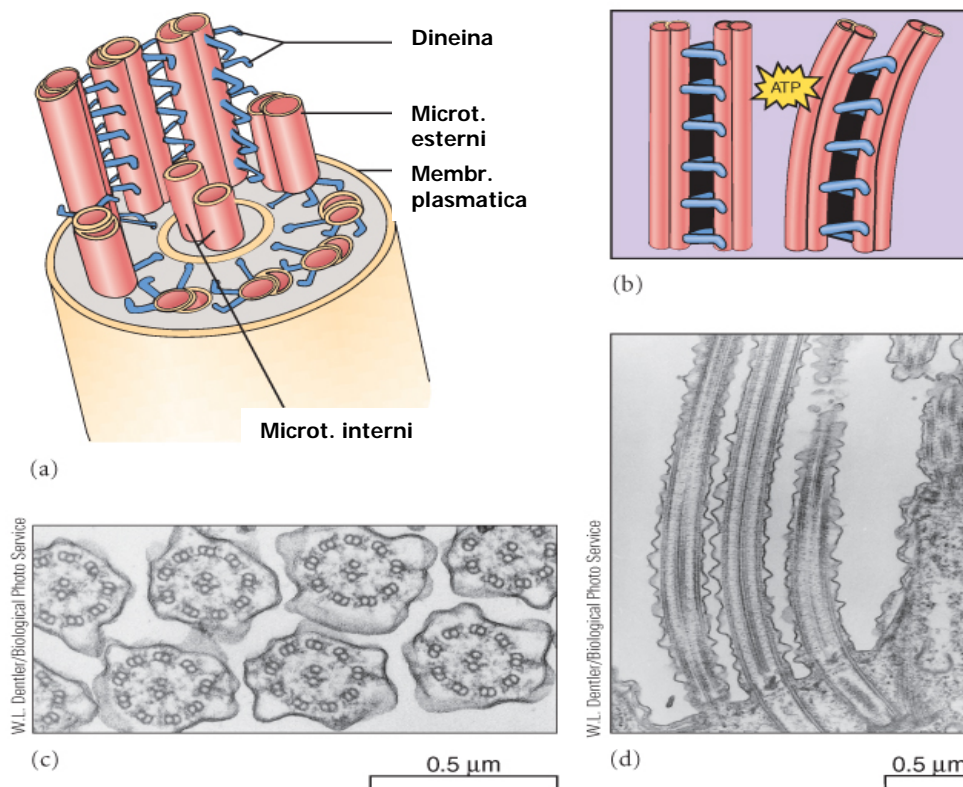 Dineina
Microt.
esterni
Membr.
plasmatica
Microt. interni
(a)
ATP
(b)
W.L. Dentler/Biological Photo Service
(c)
0.5 µm
W.L. Dentler/Biological Photo Service
(d)
0.5 µm